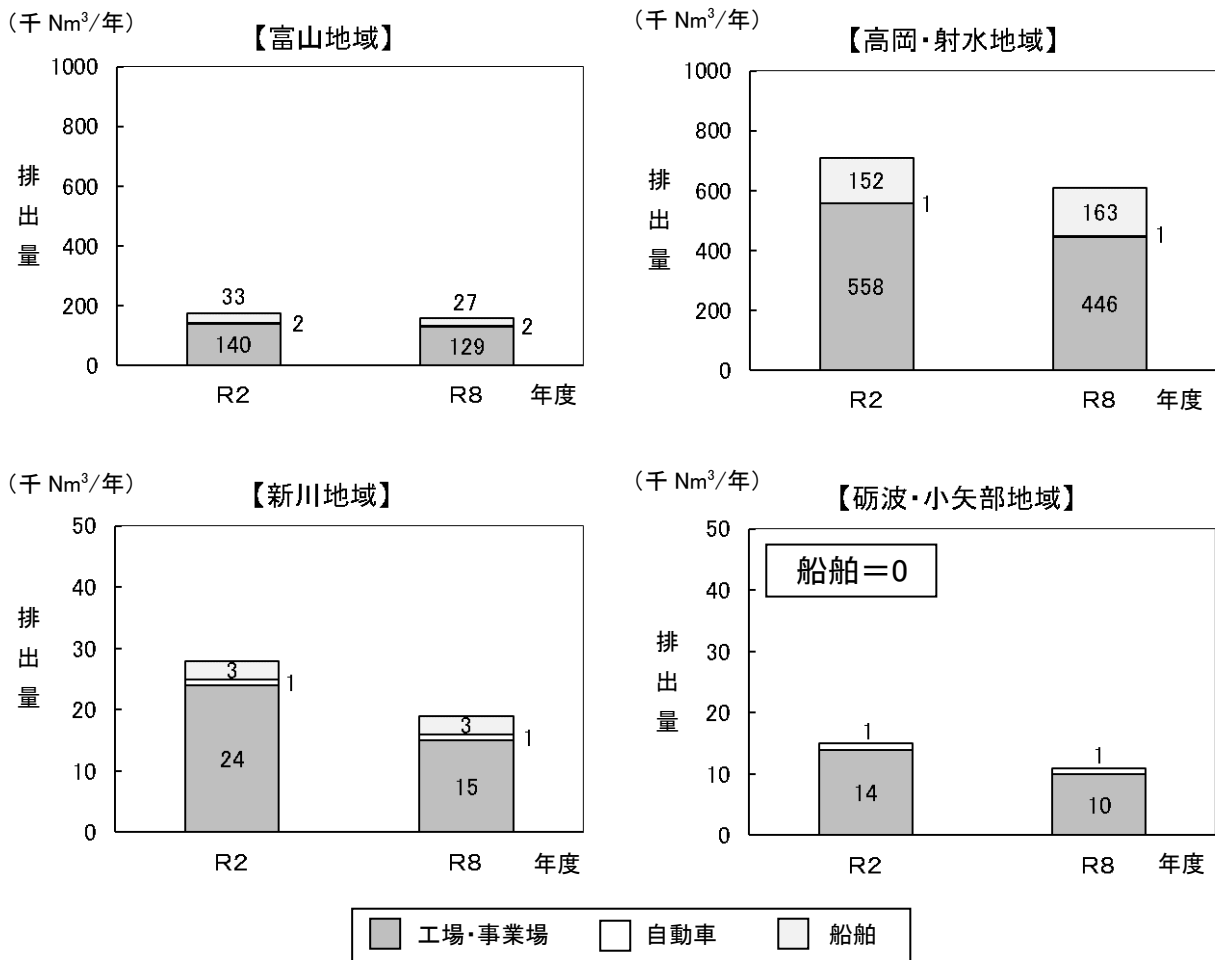 （千 Nm³/年）
【富山地域】
1000
800
600
400
200
0
排出量
33
2
140
27
2
129
R2
R8
年度
（千 Nm³/年）
【高岡・射水地域】
1000
800
600
400
200
0
排出量
152
1
558
163
1
446
R2
R8
年度
（千 Nm³/年）
【新川地域】
50
40
30
20
10
0
排出量
3
1
24
3
1
15
R2
R8
年度
（千 Nm³/年）
【砺波・小矢部地域】
50
40
30
20
10
0
排出量
船舶＝0
1
14
1
10
R2
R8
年度
工場・事業場
自動車
船舶